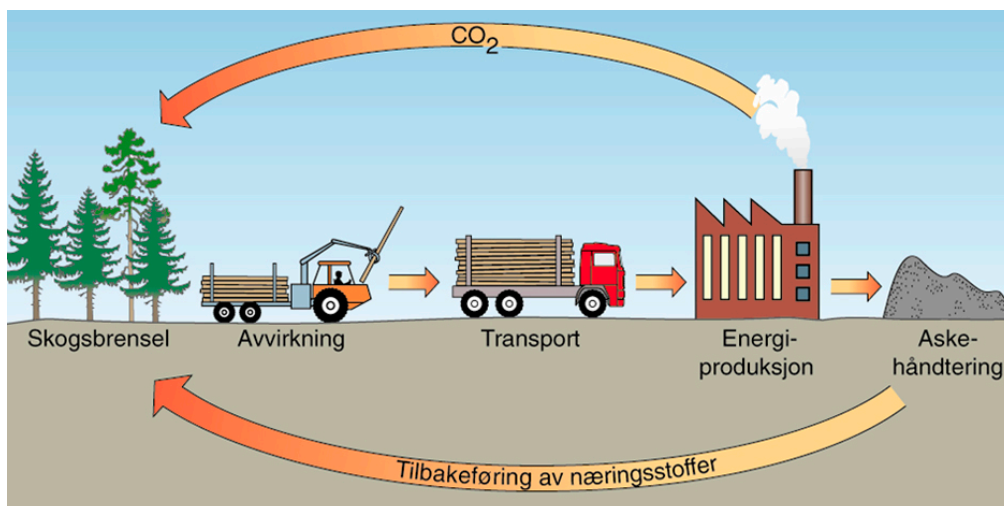 CO2
Skogsbrensel
Avvirkning
Transport
Energi-
produksjon
Aske-
håndtering
Tilbakeføring av næringsstoffer